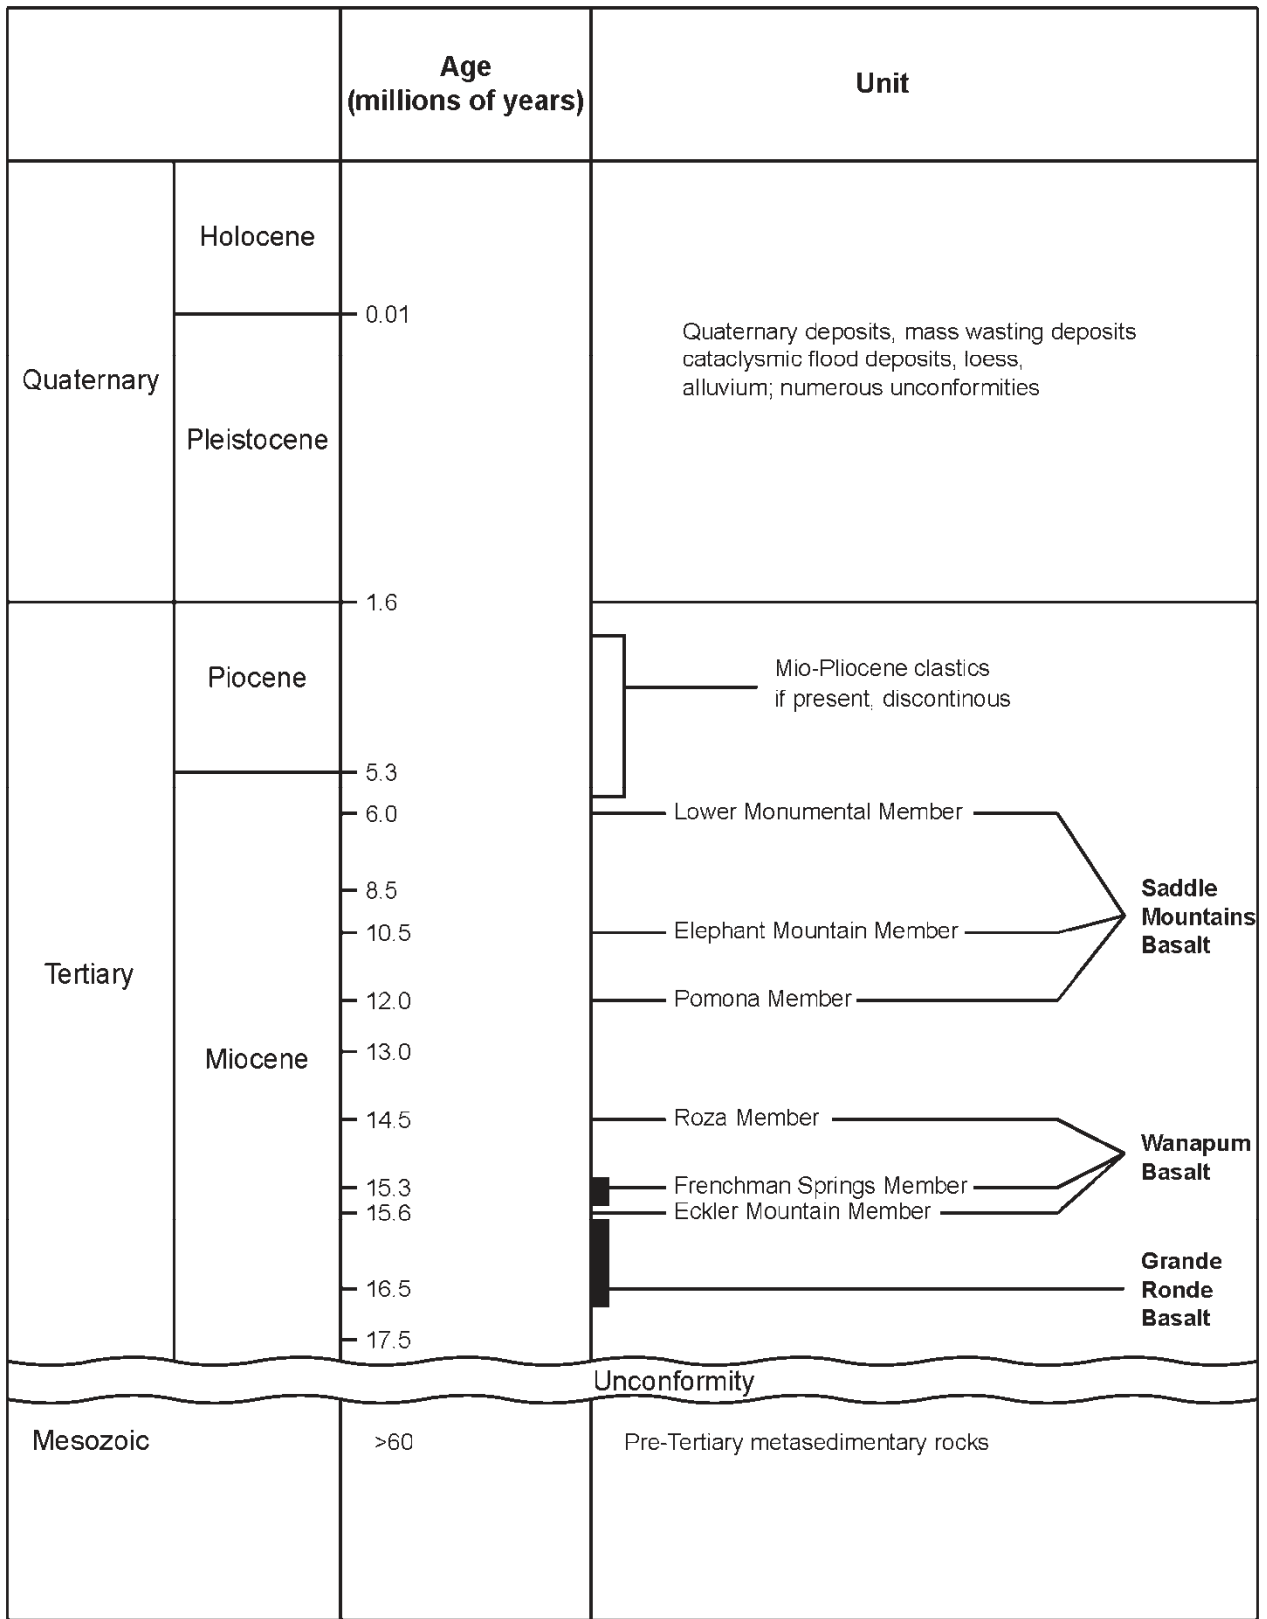 Age
(millions of years)
Unit
Holocene
0.01
Quaternary deposits, mass wasting deposits
cataclysmic flood deposits, loess,
alluvium; numerous unconformities
Quaternary
Pleistocene
1.6
Piocene
Mio-Pliocene clastics
if present, discontinous
5.3
6.0
Lower Monumental Member
8.5
Saddle
Mountains
Basalt
10.5
Elephant Mountain Member
Tertiary
12.0
Pomona Member
Miocene
13.0
14.5
Roza Member
Wanapum
Basalt
15.3
Frenchman Springs Member
15.6
Eckler Mountain Member
Grande
Ronde
Basalt
16.5
17.5
Unconformity
Mesozoic
>60
Pre-Tertiary metasedimentary rocks